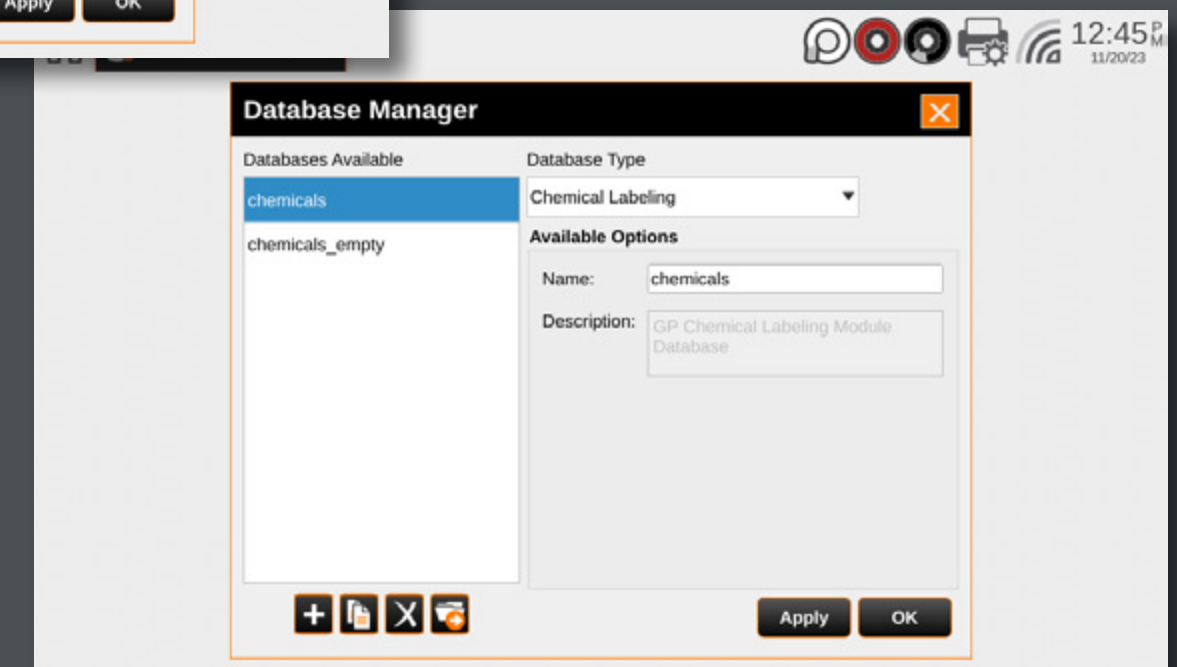 Apply OK
12:45 PM
11/20/23
Database Manager
Databases Available
chemicals
chemicals_empty
Database Type
Chemical Labeling
Available Options
Name: chemicals
Description: GP Chemical Labeling Module
Database
Apply OK